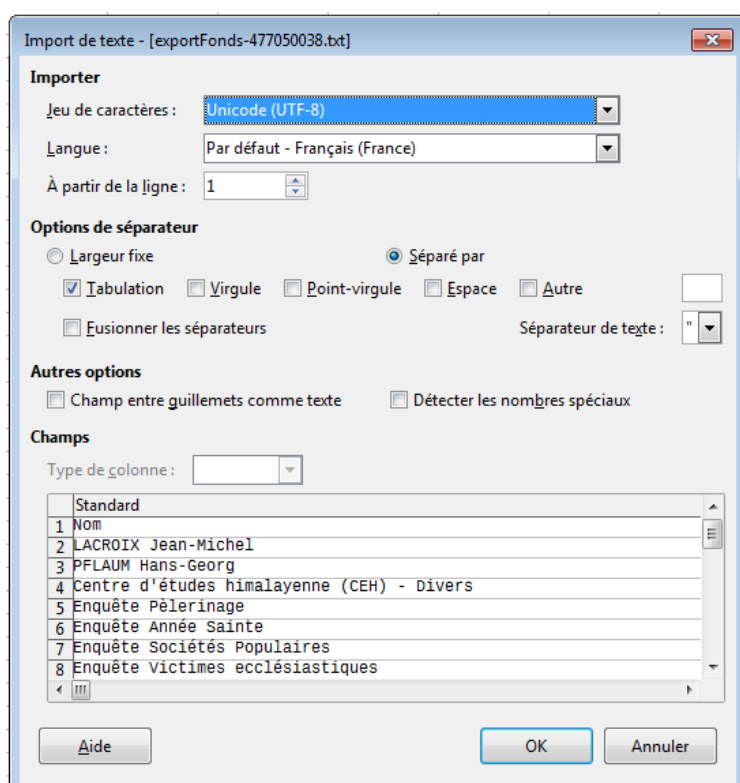 Import de texte - [exportFonds-477050038.txt]
Importer
Jeu de caractères : Unicode (UTF-8)
Langue : Par défaut - Français (France)
À partir de la ligne : 1
Options de séparateur
Largeur fixe Séparé par
Tabulation Virgule Point-virgule Espace Autre
Fusionner les séparateurs Séparateur de texte : "
Autres options
Champ entre guillemets comme texte Détecter les nombres spéciaux
Champs
Type de colonne :
Standard
1 Nom
2 LACROIX Jean-Michel
3 PFLAUM Hans-Georg
4 Centre d'études himalayenne (CEH) - Divers
5 Enquête Pèlerinage
6 Enquête Année Sainte
7 Enquête Sociétés Populaires
8 Enquête Victimes ecclésiastiques
Aide OK Annuler